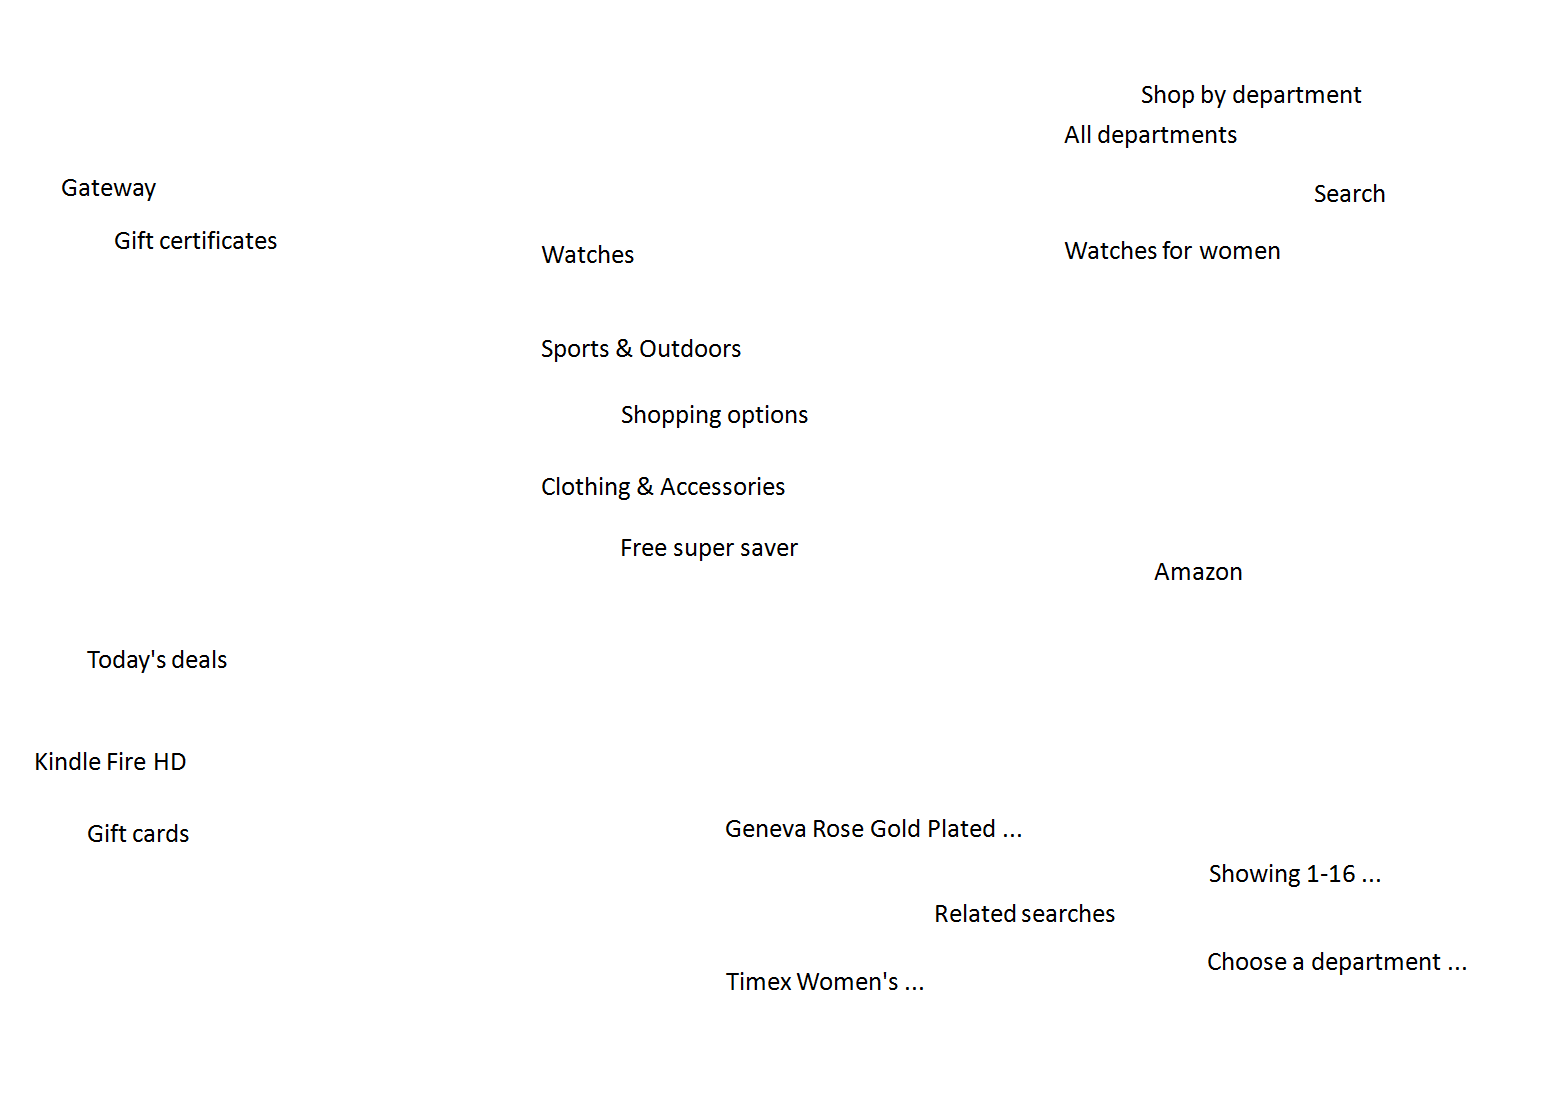 Shop by department
All departments
Gateway
Search
Gift certificates
Watches
Watches for women
Sports & Outdoors
Shopping options
Clothing & Accessories
Free super saver
Amazon
Today's deals
Kindle Fire HD
Gift cards
Geneva Rose Gold Plated ...
Showing 1-16 ...
Related searches
Choose a department ...
Timex Women's ...